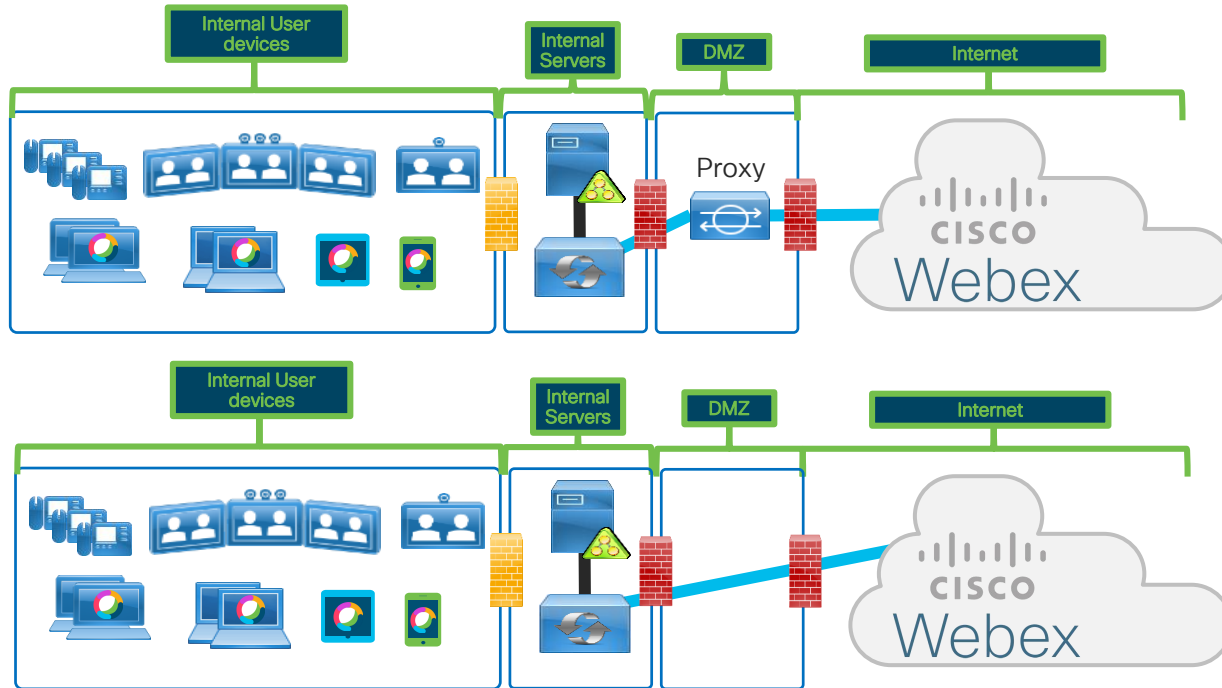 Internal User
devices
Internal
Servers
DMZ
Internet
Proxy
CISCO
Webex
Internal User
devices
Internal
Servers
DMZ
Internet
CISCO
Webex